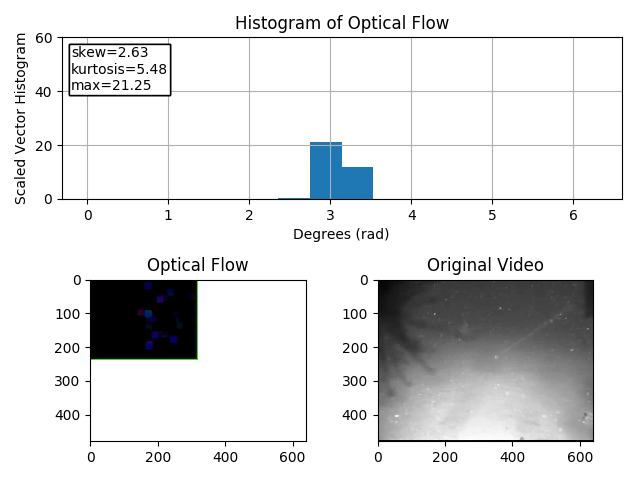 Histogram of Optical Flow
Scaled Vector Histogram
60
40
20
0
skew=2.63
kurtosis=5.48
max=21.25
0 1 2 3 4 5 6
Degrees (rad)
Optical Flow
0
100
200
300
400
0 200 400 600
Original Video
0
100
200
300
400
0 200 400 600